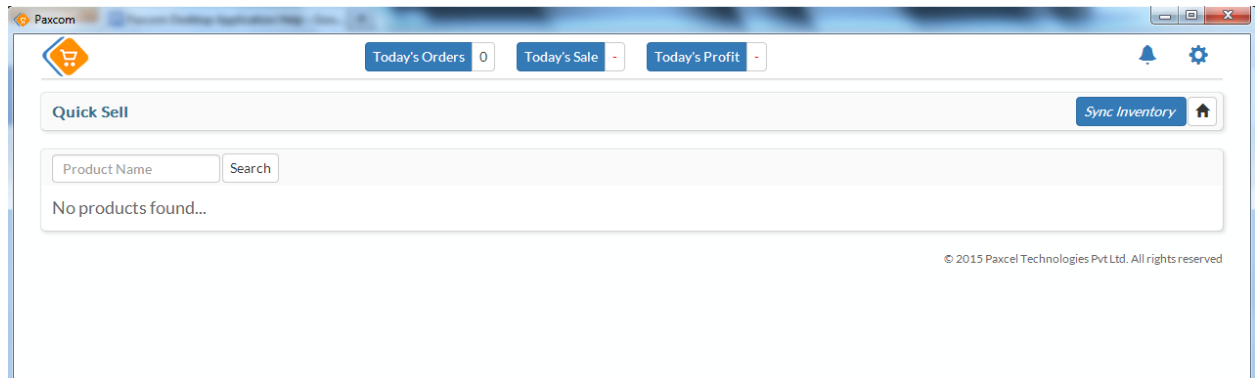 Paxcom
Today's Orders 0 Today's Sale - Today's Profit -
Quick Sell Sync Inventory
Product Name Search
No products found...
© 2015 Paxcel Technologies Pvt Ltd. All rights reserved